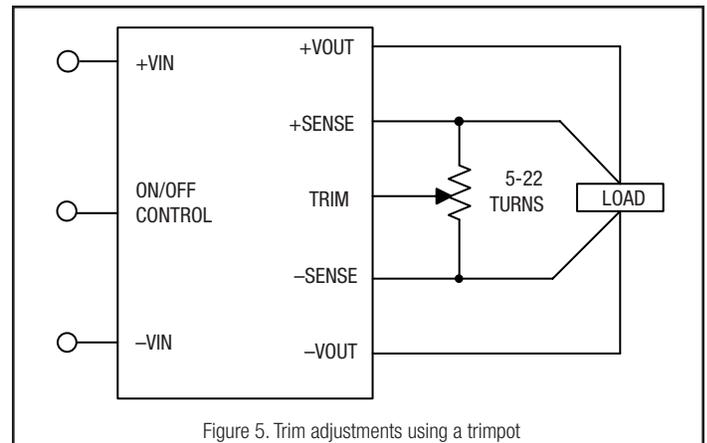 +VIN
ON/OFF
CONTROL
–VIN
+VOUT
+SENSE
TRIM
–SENSE
–VOUT
5-22
TURNS
LOAD
Figure 5. Trim adjustments using a trimpot